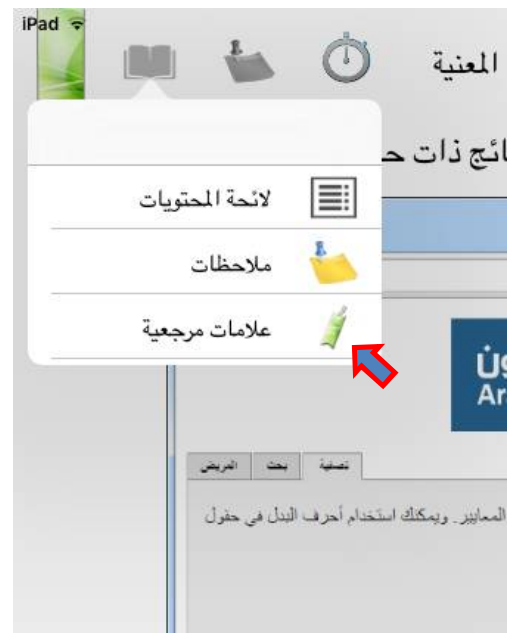 iPad
المعنية
ائج ذات ح
لائحة المحتويات
ملاحظات
علامات مرجعية
ون
Ar
تصفية
بحث
المريض
المعايير. ويمكنك استخدام أحرف البدل في حقول